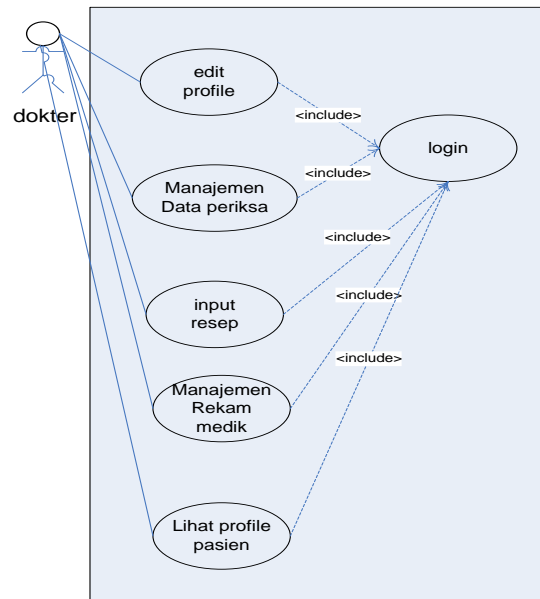 dokter
edit
profile
<include>
login
<include>
Manajemen
Data periksa
<include>
input
resep
<include>
Manajemen
Rekam
medik
<include>
Lihat profile
pasien